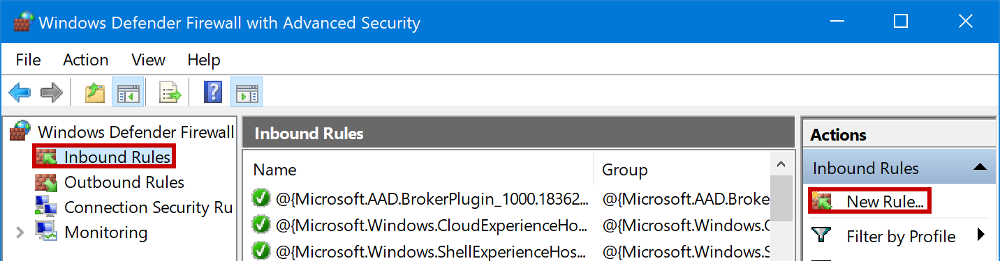 Windows Defender Firewall with Advanced Security
File Action View Help
Windows Defender Firewall
Inbound Rules
Outbound Rules
Connection Security Ru
Monitoring
Inbound Rules
Name Group
@{Microsoft.AAD.BrokerPlugin_1000.18362... @{Microsoft.AAD.Broke
@{Microsoft.Windows.CloudExperienceHo... @{Microsoft.Windows.C
@{Microsoft.Windows.ShellExperienceHos... @{Microsoft.Windows.S
Actions
Inbound Rules
New Rule...
Filter by Profile